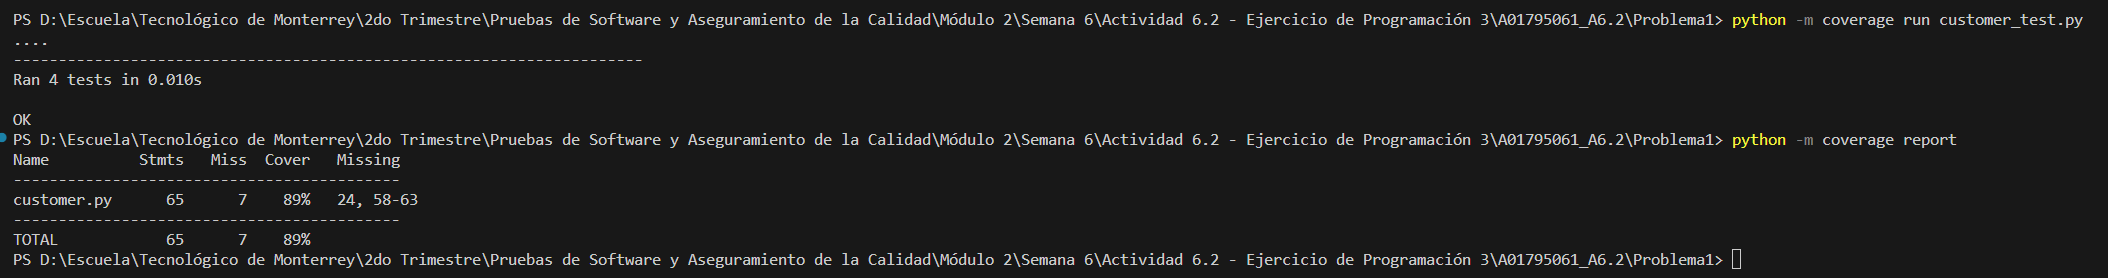 PS D:\Escuela\Tecnológico de Monterrey\2do Trimestre\Pruebas de Software y Aseguramiento de la Calidad\Módulo 2\Semana 6\Actividad 6.2 - Ejercicio de Programación 3\A01795061_A6.2\Problema1> python -m coverage run customer_test.py
....
----------------------------------------------------------------------
Ran 4 tests in 0.010s
OK
PS D:\Escuela\Tecnológico de Monterrey\2do Trimestre\Pruebas de Software y Aseguramiento de la Calidad\Módulo 2\Semana 6\Actividad 6.2 - Ejercicio de Programación 3\A01795061_A6.2\Problema1> python -m coverage report
Name          Stmts   Miss  Cover   Missing
-------------------------------------------
customer.py      65      7    89%   24, 58-63
-------------------------------------------
TOTAL            65      7    89%
PS D:\Escuela\Tecnológico de Monterrey\2do Trimestre\Pruebas de Software y Aseguramiento de la Calidad\Módulo 2\Semana 6\Actividad 6.2 - Ejercicio de Programación 3\A01795061_A6.2\Problema1>